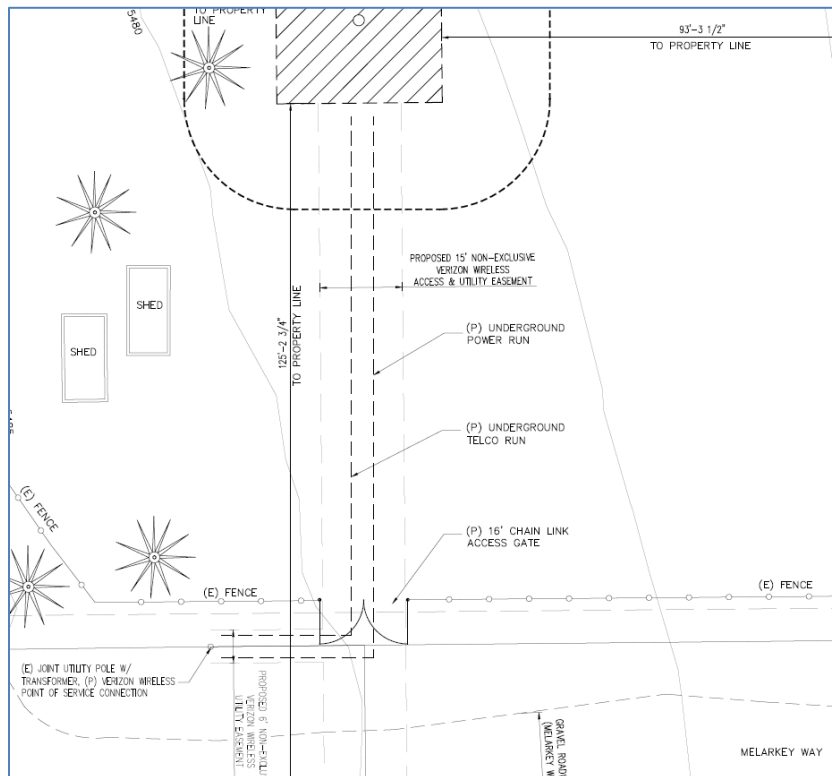 TO PROPERTY
LINE
5480
93'-3 1/2"
TO PROPERTY LINE
PROPOSED 15' NON-EXCLUSIVE
VERIZON WIRELESS
ACCESS & UTILITY EASEMENT
SHED
SHED
125'-2 3/4"
TO PROPERTY LINE
(P) UNDERGROUND
POWER RUN
(P) UNDERGROUND
TELCO RUN
(P) 16' CHAIN LINK
ACCESS GATE
(E) FENCE
(E) FENCE
(E) FENCE
(E) JOINT UTILITY POLE W/
TRANSFORMER, (P) VERIZON WIRELESS
POINT OF SERVICE CONNECTION
PROPOSED 6' NON-EXCLU
VERIZON WIRELESS
UTILITY EASEMENT
GRAVEL
(MELARKEY W
MELARKEY WAY